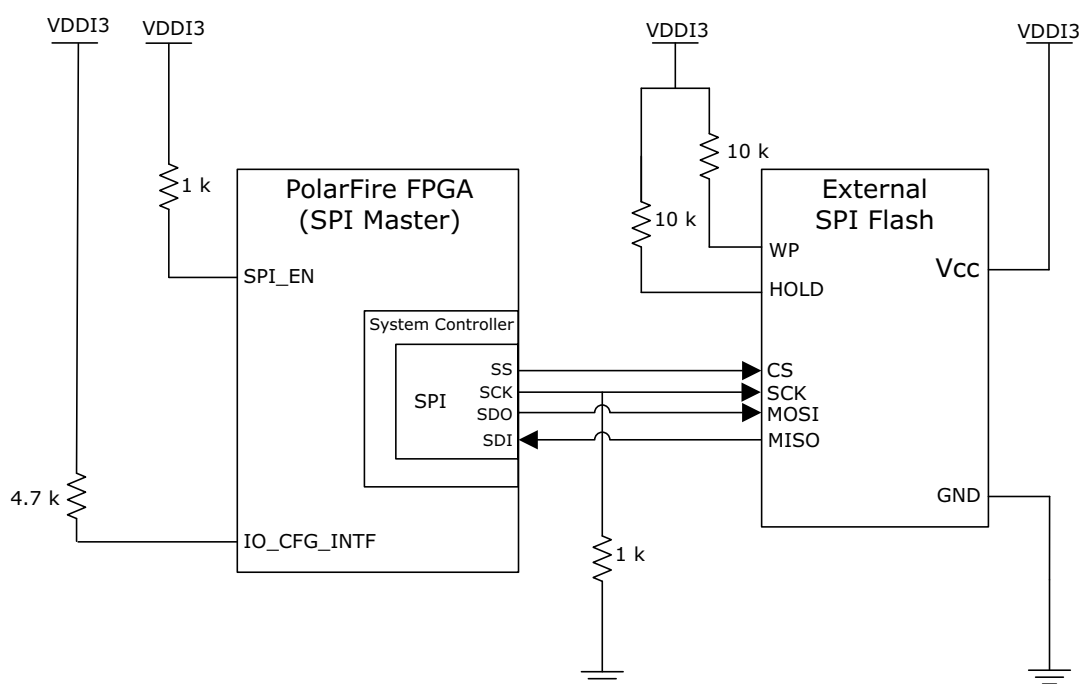 VDDI3
VDDI3
VDDI3
VDDI3
1 k
10 k
10 k
4.7 k
1 k
PolarFire FPGA
(SPI Master)
SPI_EN
System Controller
SPI
SS
SCK
SDO
SDI
IO_CFG_INTF
External
SPI Flash
WP
HOLD
Vcc
CS
SCK
MOSI
MISO
GND